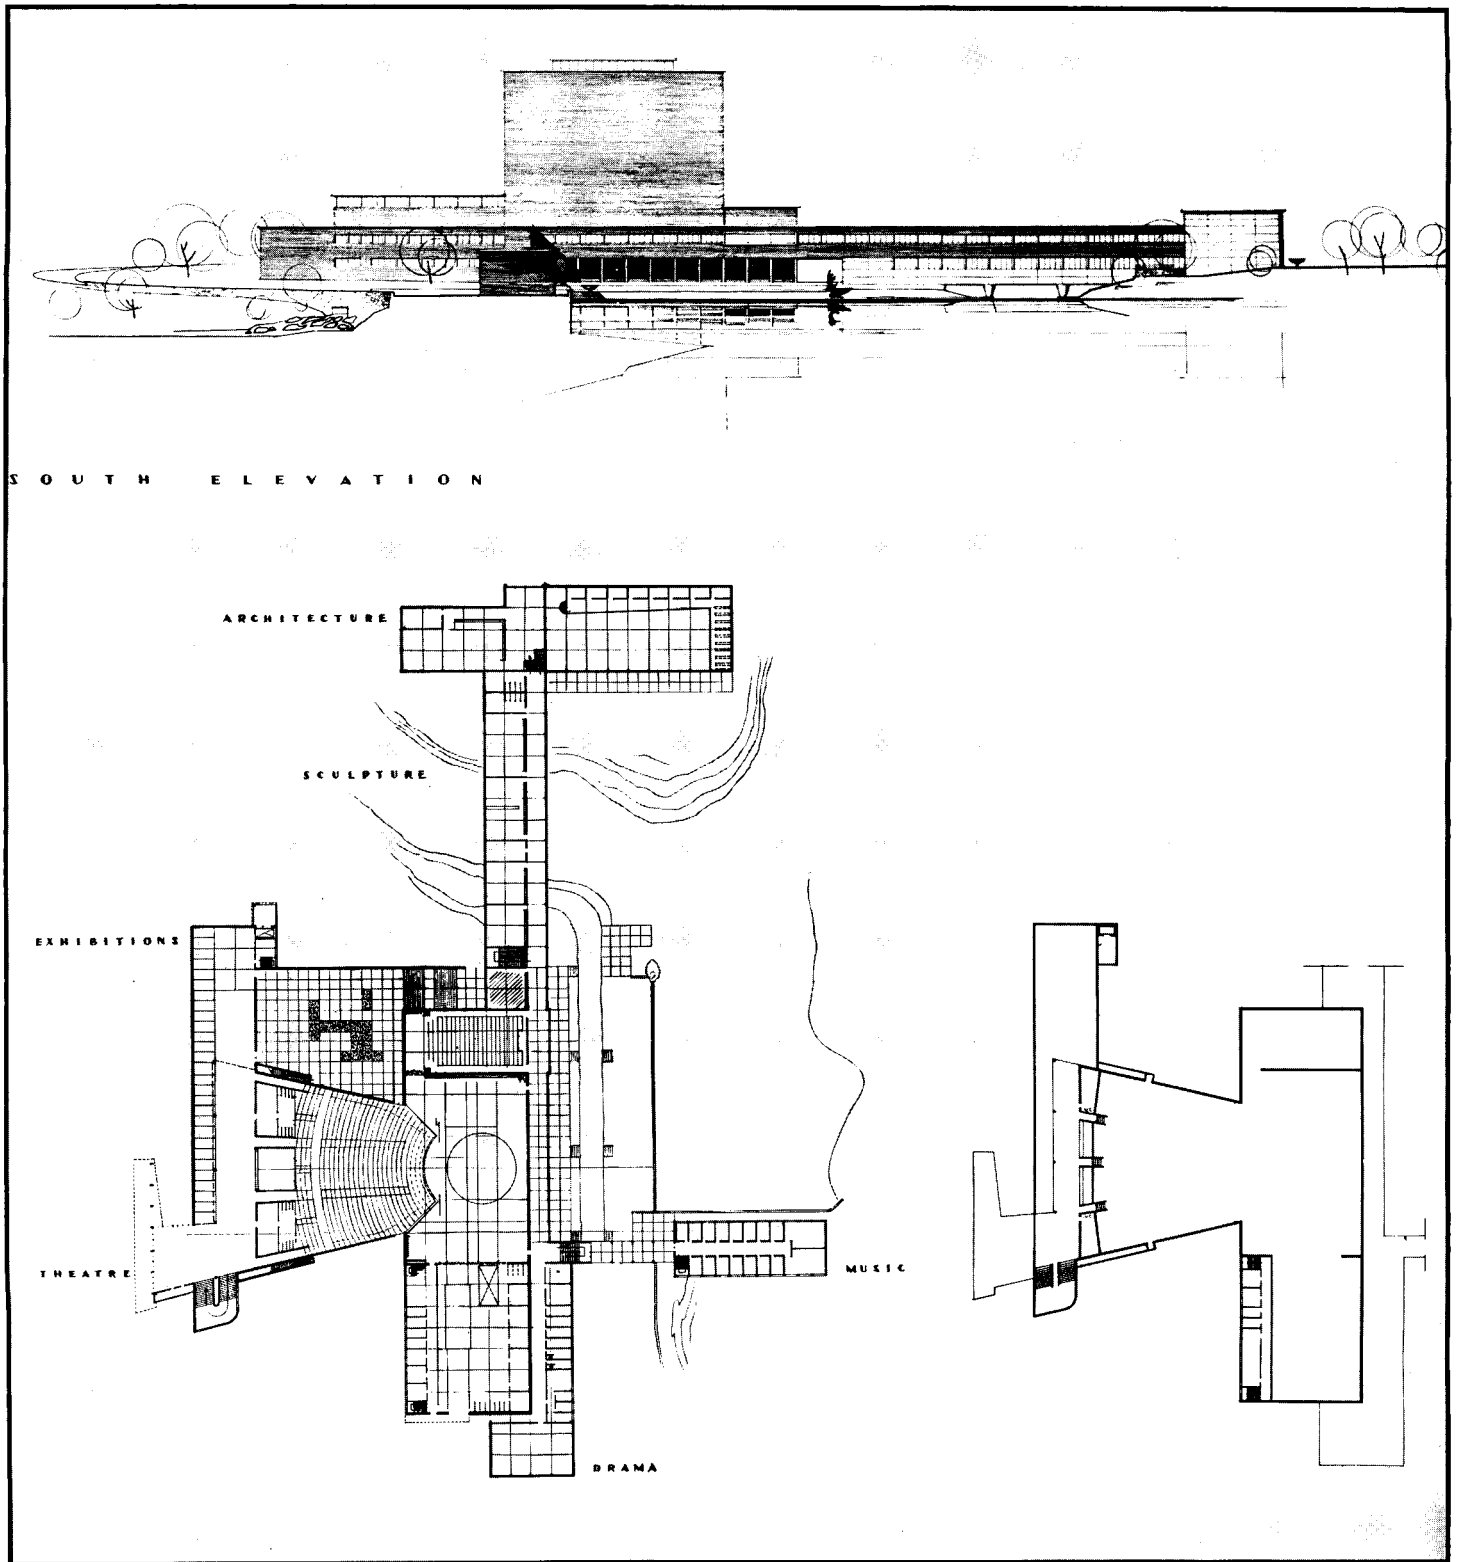 SOUTH ELEVATION
ARCHITECTURE
SCULPTURE
EXHIBITIONS
THEATRE
MUSIC
DRAMA